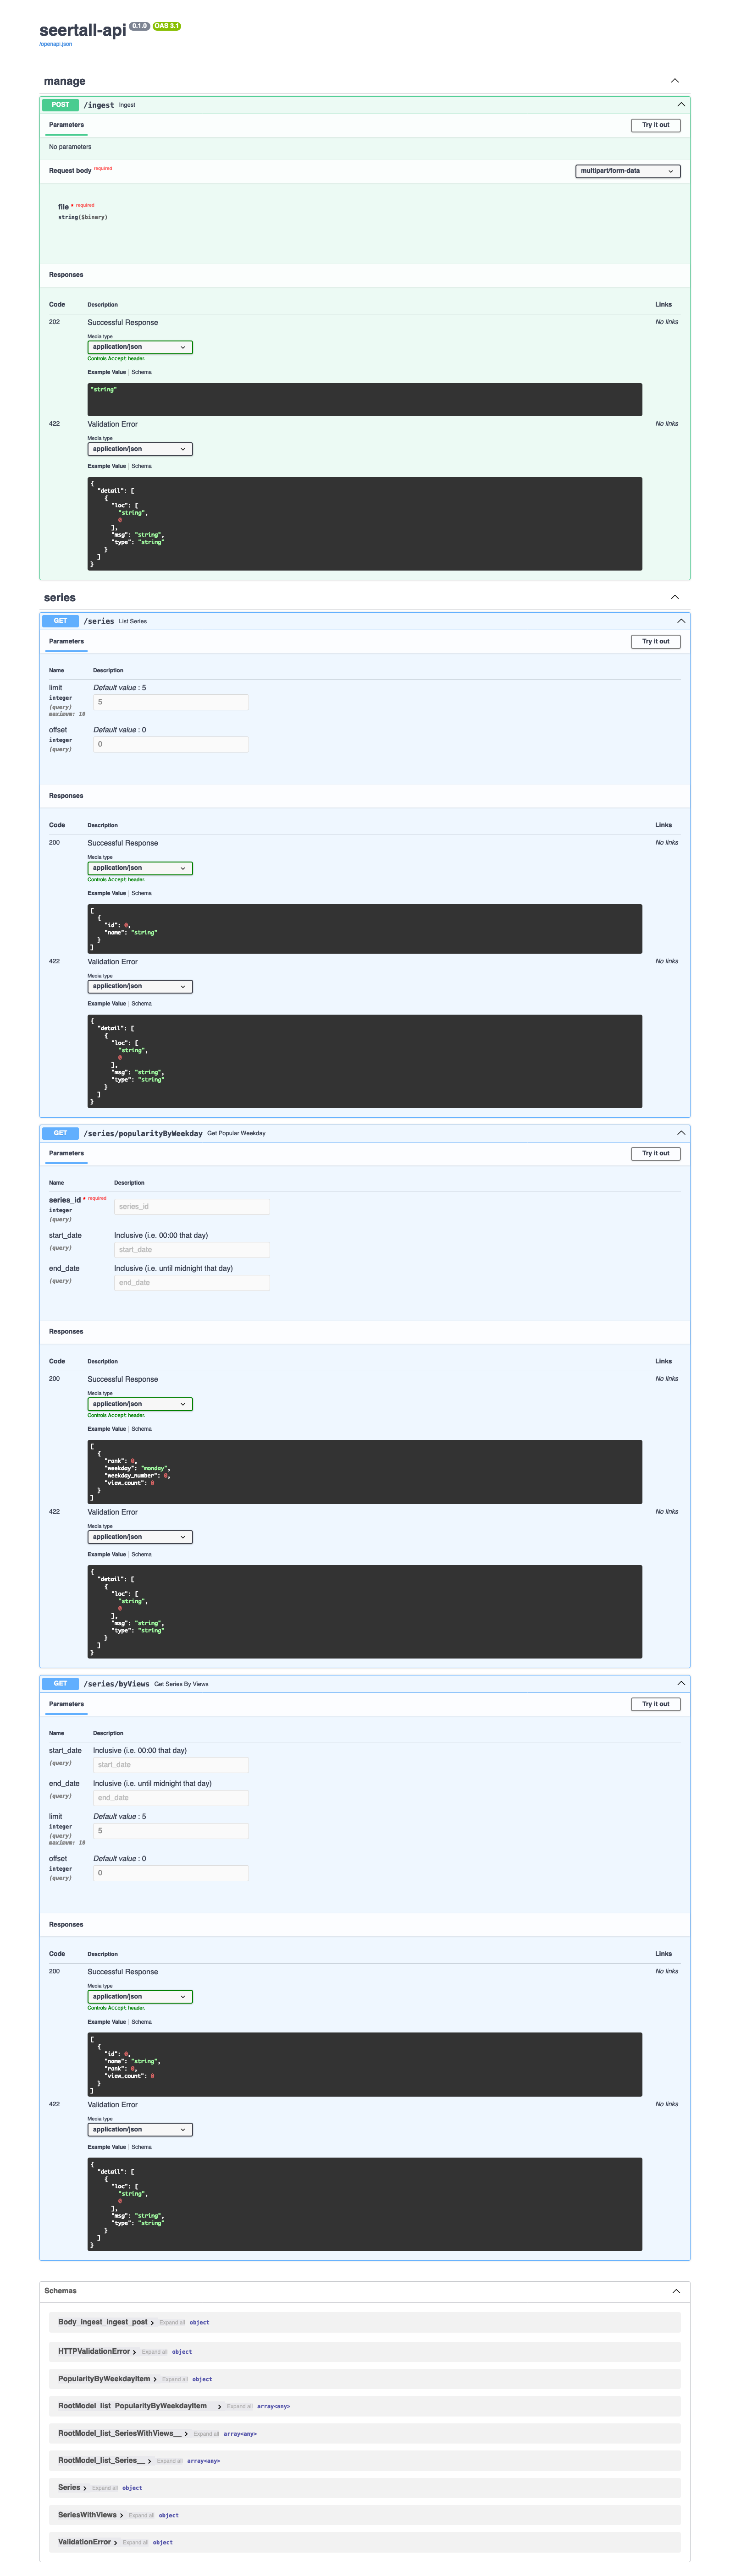 seertall-api 0.1.0 OAS 3.1
/openapi.json
manage
POST /ingest Ingest
Parameters Try it out
No parameters
Request body required multipart/form-data
file * required
string($binary)
Responses
Code Description Links
202 Successful Response No links
Media type
application/json
Controls Accept header.
Example Value | Schema
"string"
422 Validation Error No links
Media type
application/json
Example Value | Schema
{
"detail": [
{
"loc": [
"string",
0
],
"msg": "string",
"type": "string"
}
]
}
series
GET /series List Series
Parameters Try it out
Name Description
limit Default value : 5
integer
(query)
5
maximum: 10
offset Default value : 0
integer
(query)
0
Responses
Code Description Links
200 Successful Response No links
Media type
application/json
Controls Accept header.
Example Value | Schema
[
{
"id": 0,
"name": "string"
}
]
422 Validation Error No links
Media type
application/json
Example Value | Schema
{
"detail": [
{
"loc": [
"string",
0
],
"msg": "string",
"type": "string"
}
]
}
GET /series/popularityByWeekday Get Popular Weekday
Parameters Try it out
Name Description
series_id * required
integer
(query)
series_id
start_date Inclusive (i.e. 00:00 that day)
(query) start_date
end_date Inclusive (i.e. until midnight that day)
(query) end_date
Responses
Code Description Links
200 Successful Response No links
Media type
application/json
Controls Accept header.
Example Value | Schema
[
{
"rank": 0,
"weekday": "monday",
"weekday_number": 0,
"view_count": 0
}
]
422 Validation Error No links
Media type
application/json
Example Value | Schema
{
"detail": [
{
"loc": [
"string",
0
],
"msg": "string",
"type": "string"
}
]
}
GET /series/byViews Get Series By Views
Parameters Try it out
Name Description
start_date Inclusive (i.e. 00:00 that day)
(query) start_date
end_date Inclusive (i.e. until midnight that day)
(query) end_date
limit Default value : 5
integer
(query)
5
maximum: 10
offset Default value : 0
integer
(query)
0
Responses
Code Description Links
200 Successful Response No links
Media type
application/json
Controls Accept header.
Example Value | Schema
[
{
"id": 0,
"name": "string",
"rank": 0,
"view_count": 0
}
]
422 Validation Error No links
Media type
application/json
Example Value | Schema
{
"detail": [
{
"loc": [
"string",
0
],
"msg": "string",
"type": "string"
}
]
}
Schemas
Body_ingest_ingest_post Expand all object
HTTPValidationError Expand all object
PopularityByWeekdayItem Expand all object
RootModel_list_PopularityByWeekdayItem__ Expand all array<any>
RootModel_list_SeriesWithViews__ Expand all array<any>
RootModel_list_Series__ Expand all array<any>
Series Expand all object
SeriesWithViews Expand all object
ValidationError Expand all object